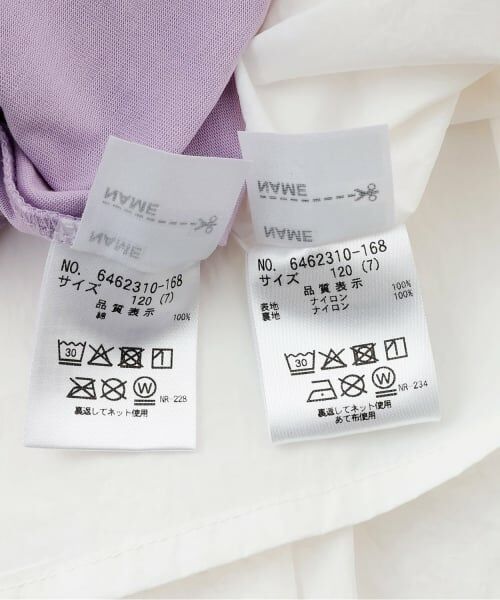 NAME
NAME
NO. 6462310-168
サイズ 120 (7)
品質表示
綿 100%
30 1
W
NR-228
裏返してネット使用
NAME
NAME
NO. 6462310-168
サイズ 120 (7)
品質表示
表地 ナイロン 100%
裏地 ナイロン 100%
30 1
W
NR-234
裏返してネット使用
あて布使用